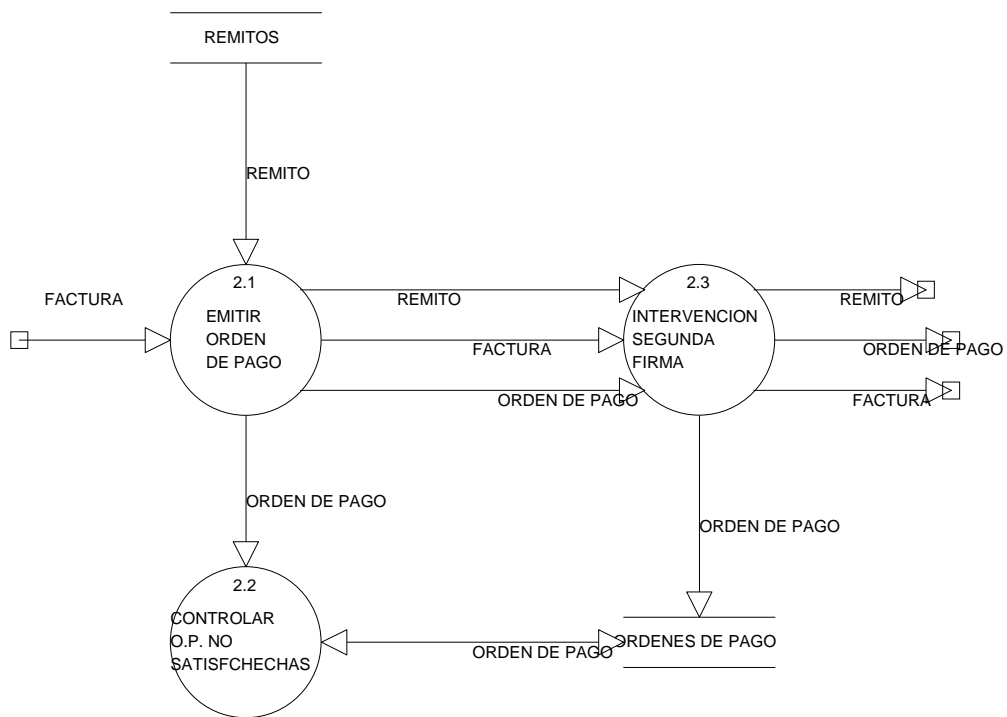 REMITOS
REMITO
FACTURA
2.1
EMITIR
ORDEN
DE PAGO
REMITO
FACTURA
ORDEN DE PAGO
2.3
INTERVENCION
SEGUNDA
FIRMA
REMITO
ORDEN DE PAGO
FACTURA
ORDEN DE PAGO
ORDEN DE PAGO
2.2
CONTROLAR
O.P. NO
SATISFCHECHAS
ORDEN DE PAGO
ORDENES DE PAGO